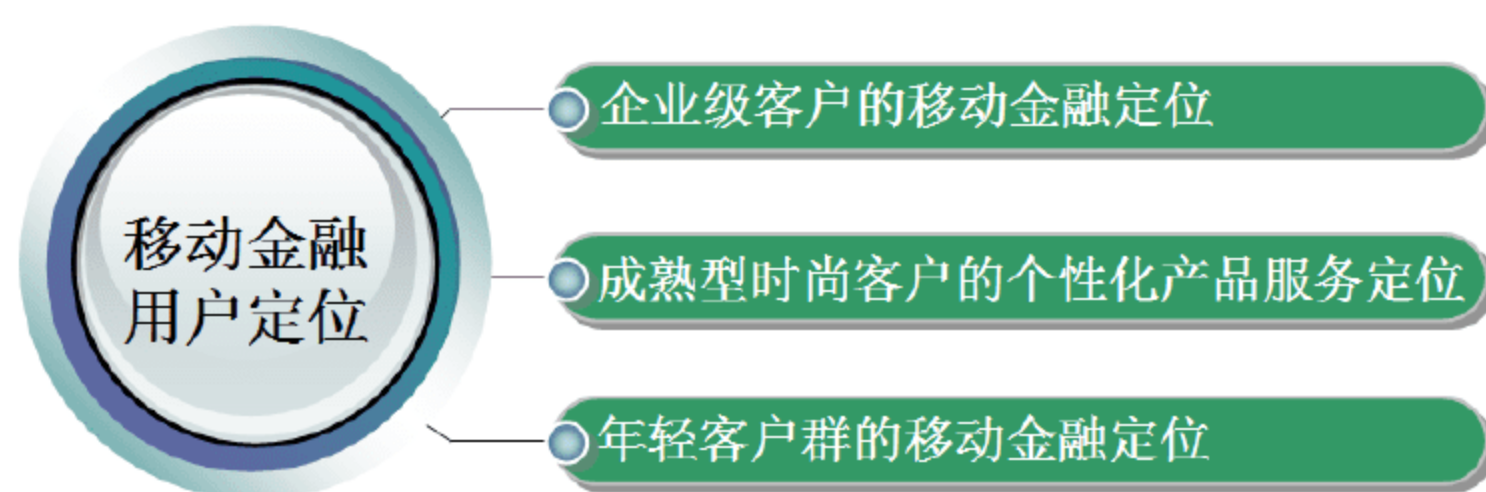 移动金融
用户定位
企业级客户的移动金融定位
成熟型时尚客户的个性化产品服务定位
年轻客户群的移动金融定位